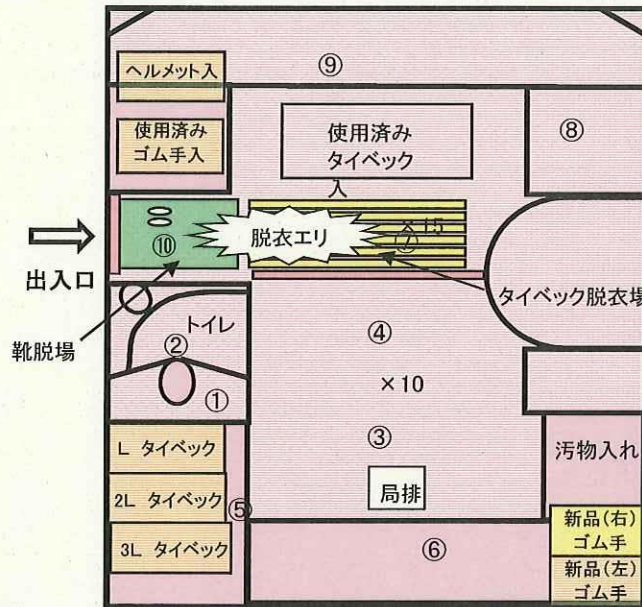 ⑨
ヘルメット入
使用済み
ゴム手入
使用済み
タイベック
入
⑧
⑩
脱衣エリ
×15
⑦
出入口
タイベック脱衣場
靴脱場
トイレ
②
①
④
×10
③
局排
L タイベック
2L タイベック
3L タイベック
⑤
⑥
汚物入れ
新品(右)
ゴム手
新品(左)
ゴム手